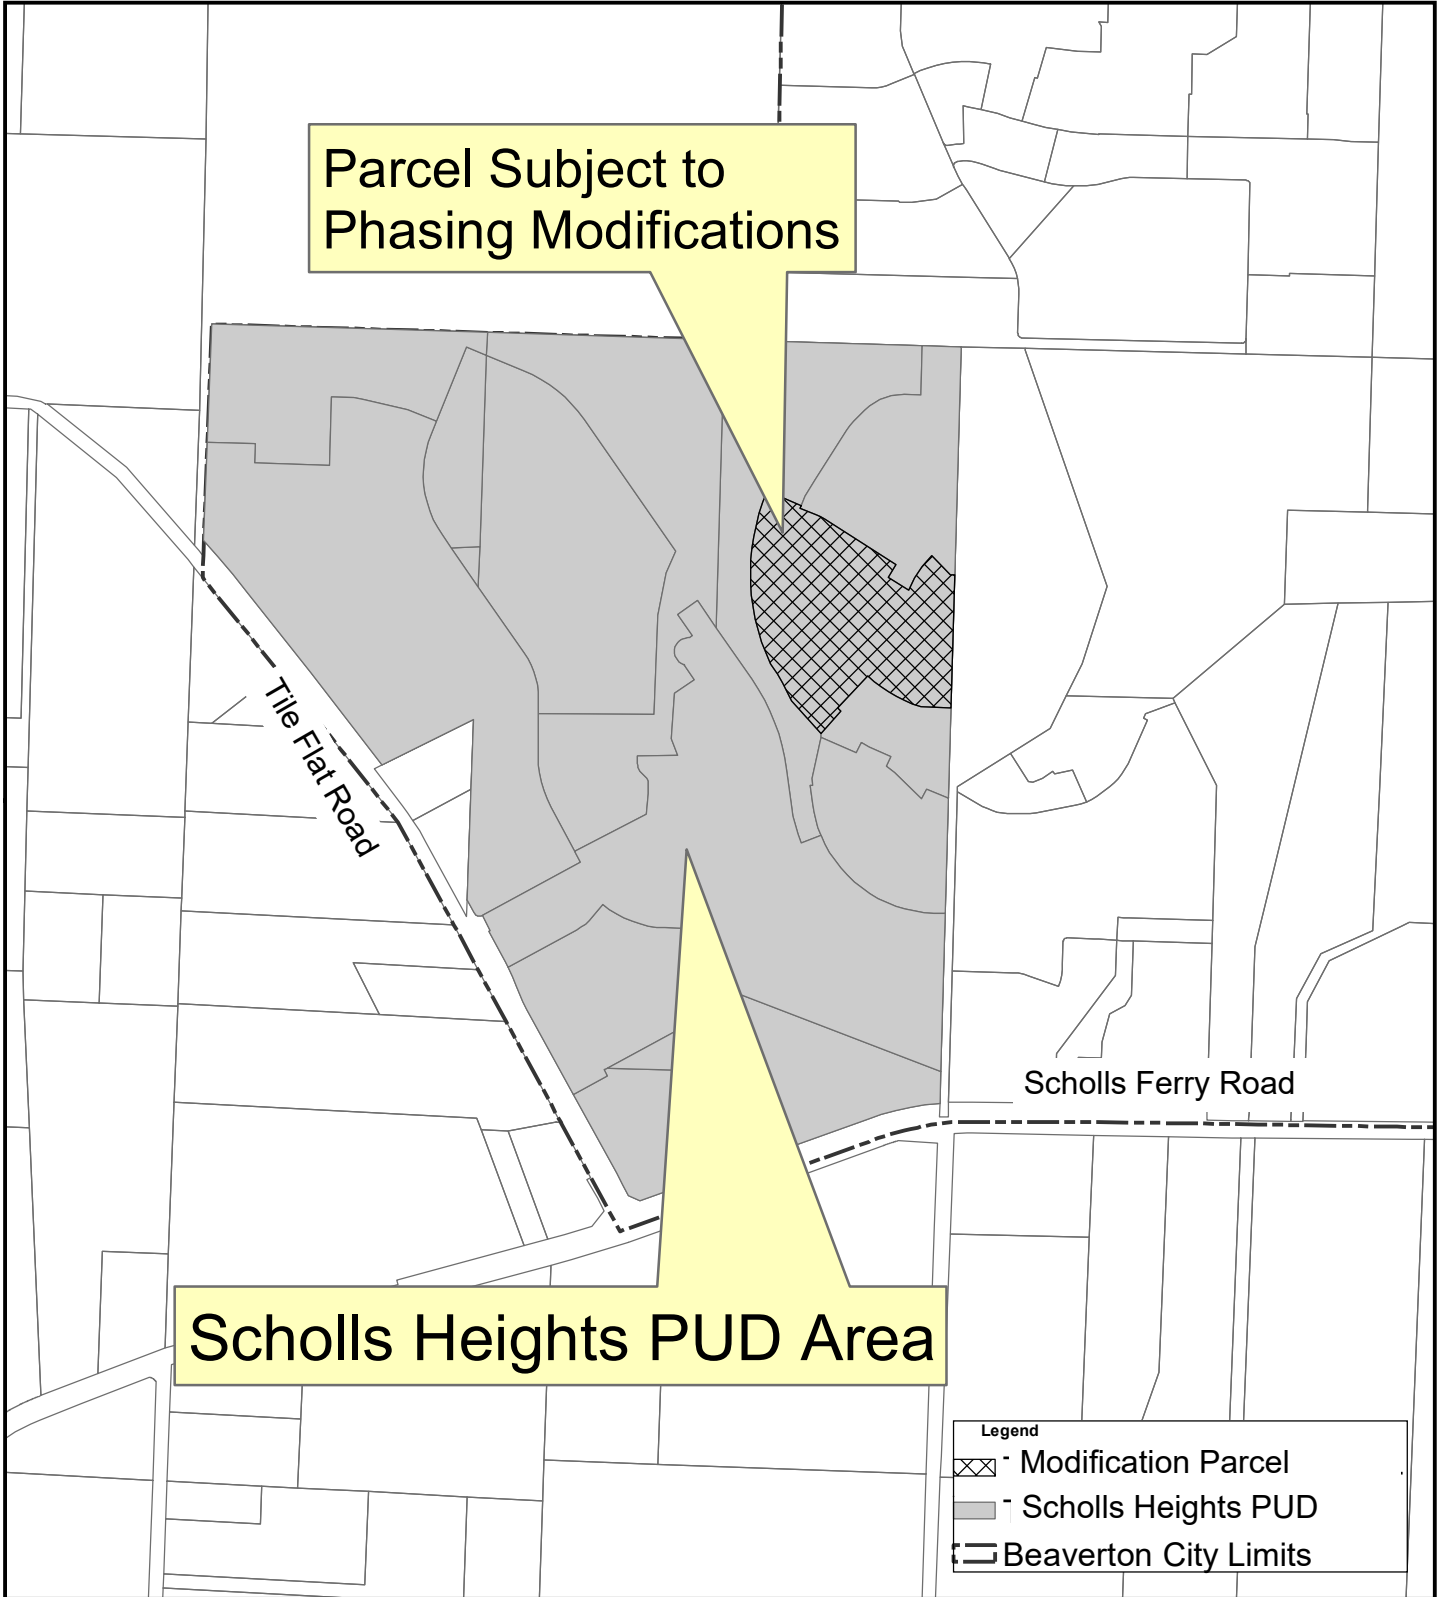 Parcel Subject to
Phasing Modifications
Tile Flat Road
Scholls Ferry Road
Scholls Heights PUD Area
Legend
- Modification Parcel
- Scholls Heights PUD
Beaverton City Limits